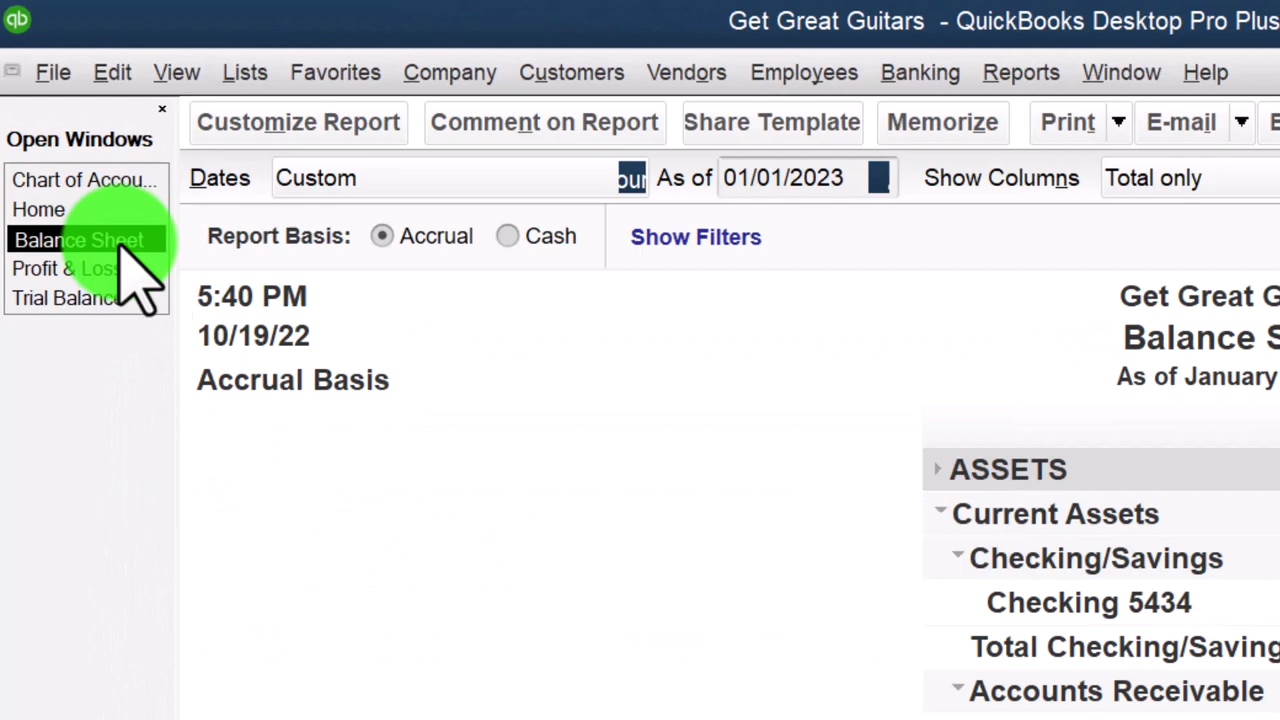 qb
Get Great Guitars - QuickBooks Desktop Pro Plus
File Edit View Lists Favorites Company Customers Vendors Employees Banking Reports Window Help
Customize Report Comment on Report Share Template Memorize Print E-mail E
Open Windows
Chart of Accou...
Home
Balance Sheet
Profit & Loss
Trial Balance
Dates Custom As of 01/01/2023 Show Columns Total only
Report Basis: Accrual Cash Show Filters
5:40 PM
10/19/22
Accrual Basis
Get Great G
Balance S
As of January
ASSETS
Current Assets
Checking/Savings
Checking 5434
Total Checking/Saving
Accounts Receivable